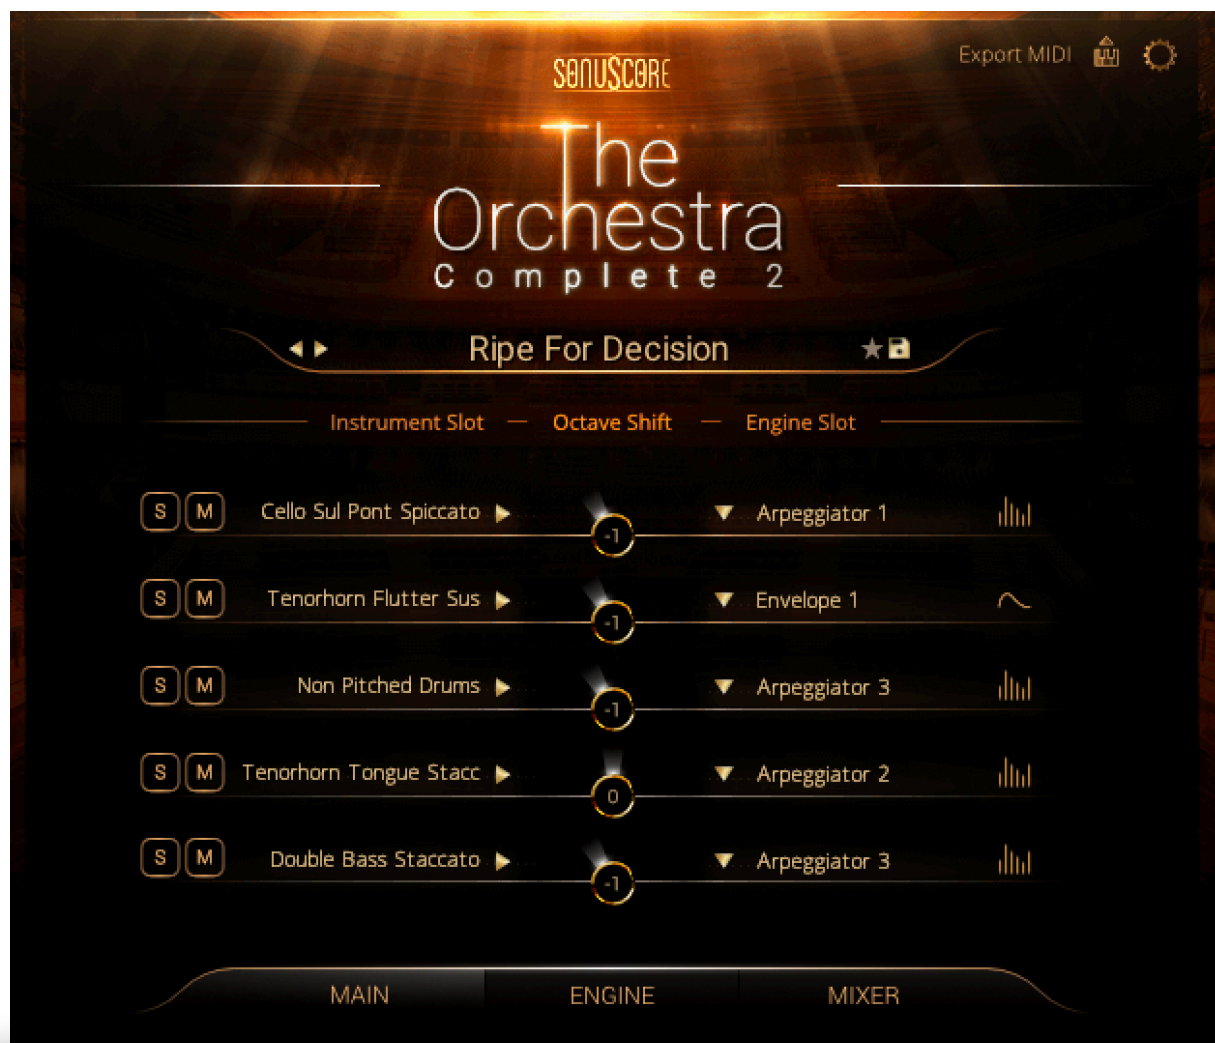 Export MIDI
SONUSCORE
The
Orchestra
Complete 2
Ripe For Decision
Instrument Slot — Octave Shift — Engine Slot
S M Cello Sul Pont Spiccato -1 Arpeggiator 1
S M Tenorhorn Flutter Sus -1 Envelope 1
S M Non Pitched Drums -1 Arpeggiator 3
S M Tenorhorn Tongue Stacc 0 Arpeggiator 2
S M Double Bass Staccato -1 Arpeggiator 3
MAIN ENGINE MIXER